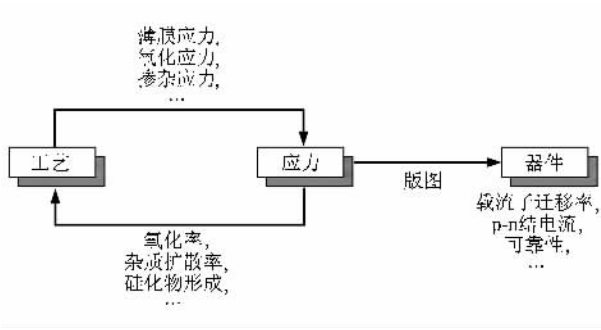 薄膜应力,
氧化应力,
掺杂应力,
...
工艺
应力
版图
器件
载流子迁移率,
p-n结电流,
可靠性,
...
氧化率,
杂质扩散率,
硅化物形成,
...